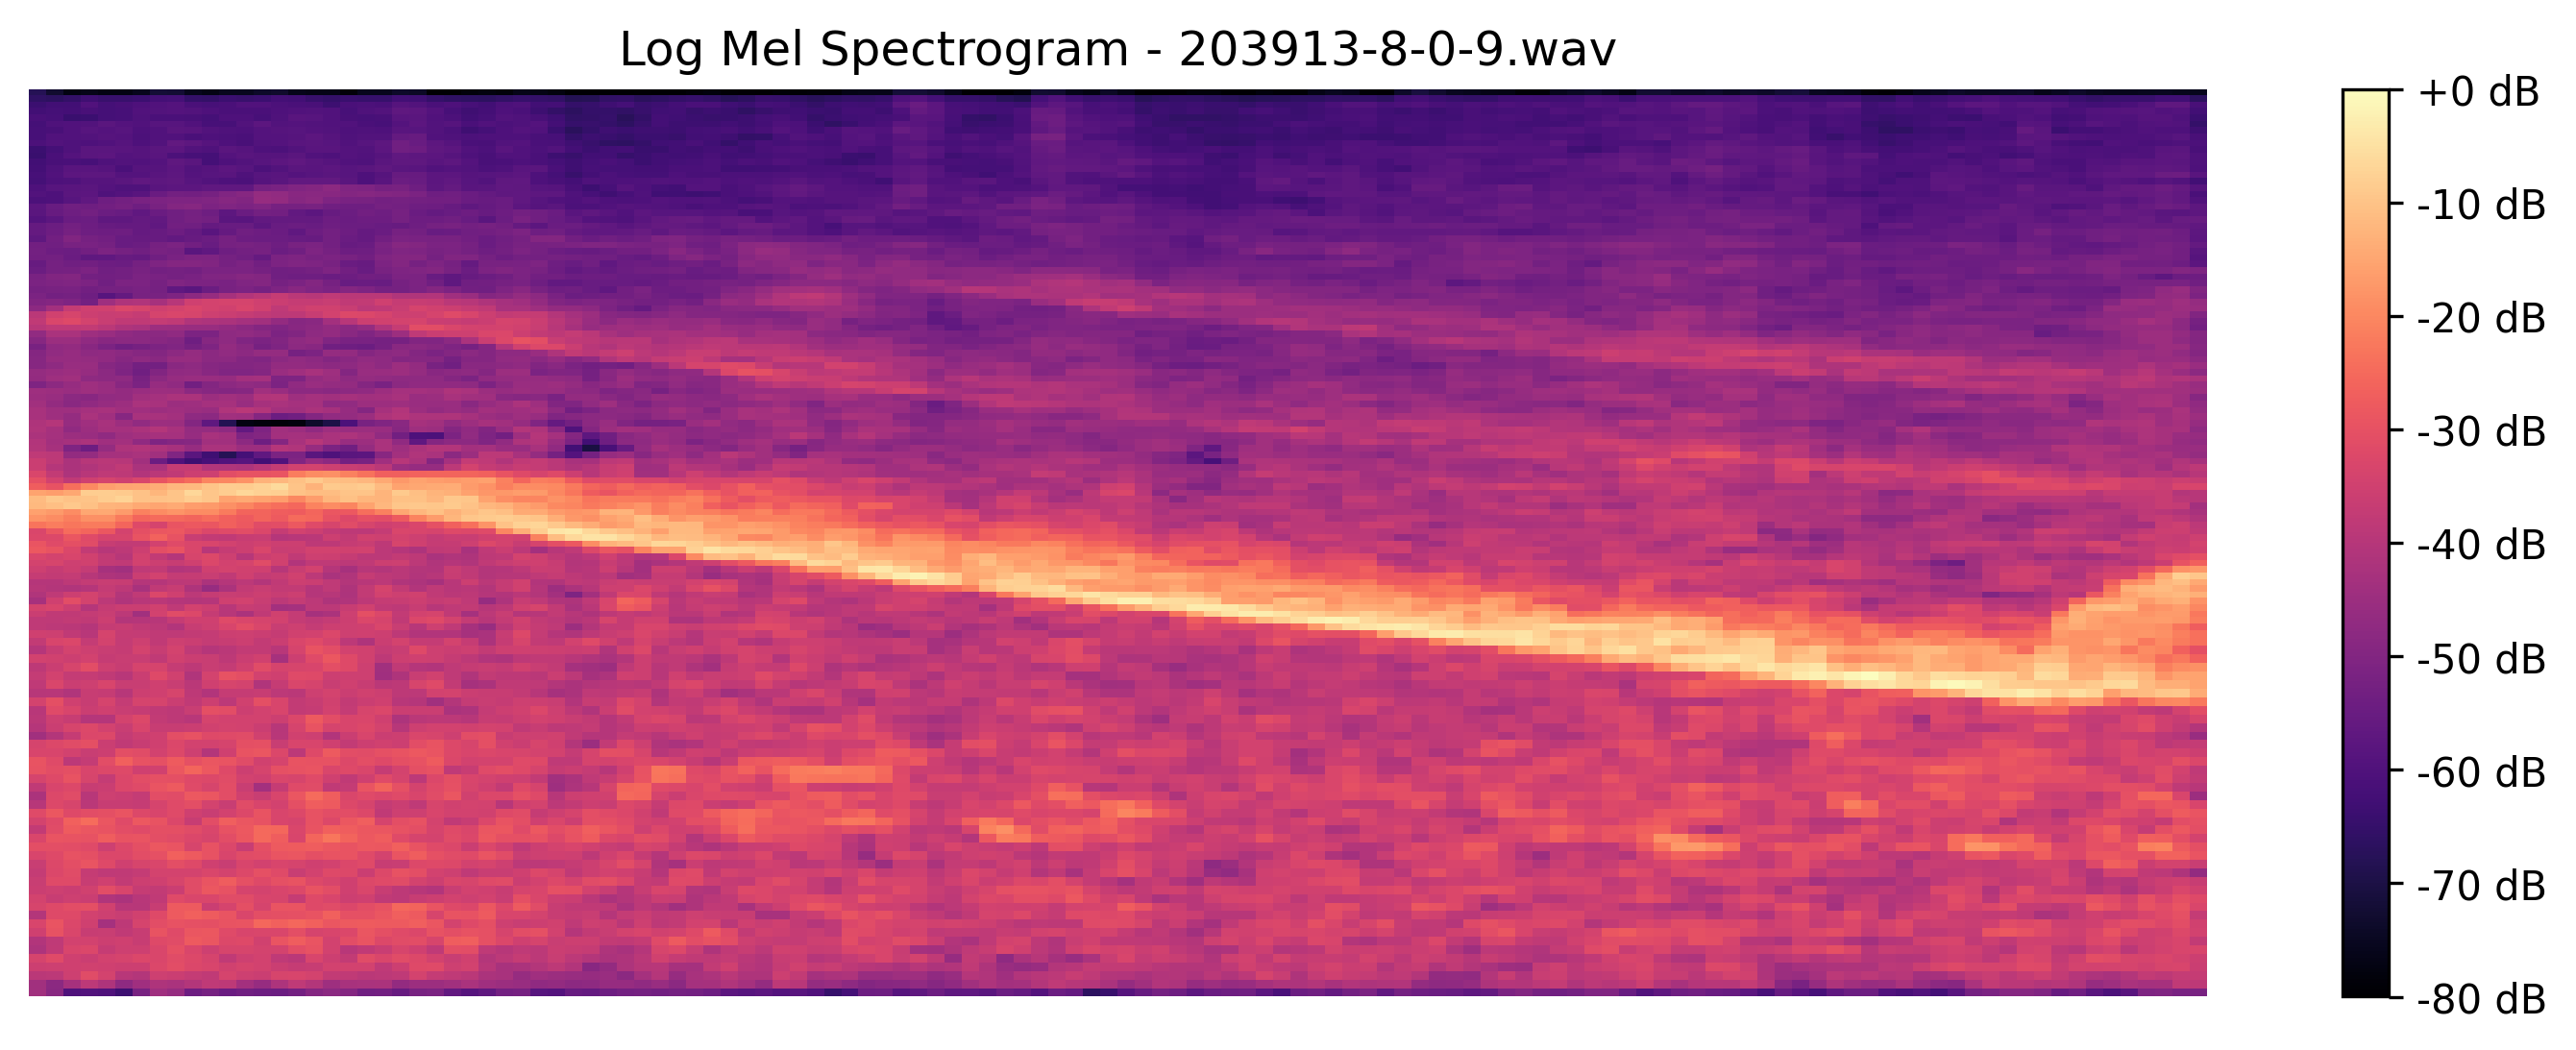 Log Mel Spectrogram - 203913-8-0-9.wav
+0 dB
-10 dB
-20 dB
-30 dB
-40 dB
-50 dB
-60 dB
-70 dB
-80 dB